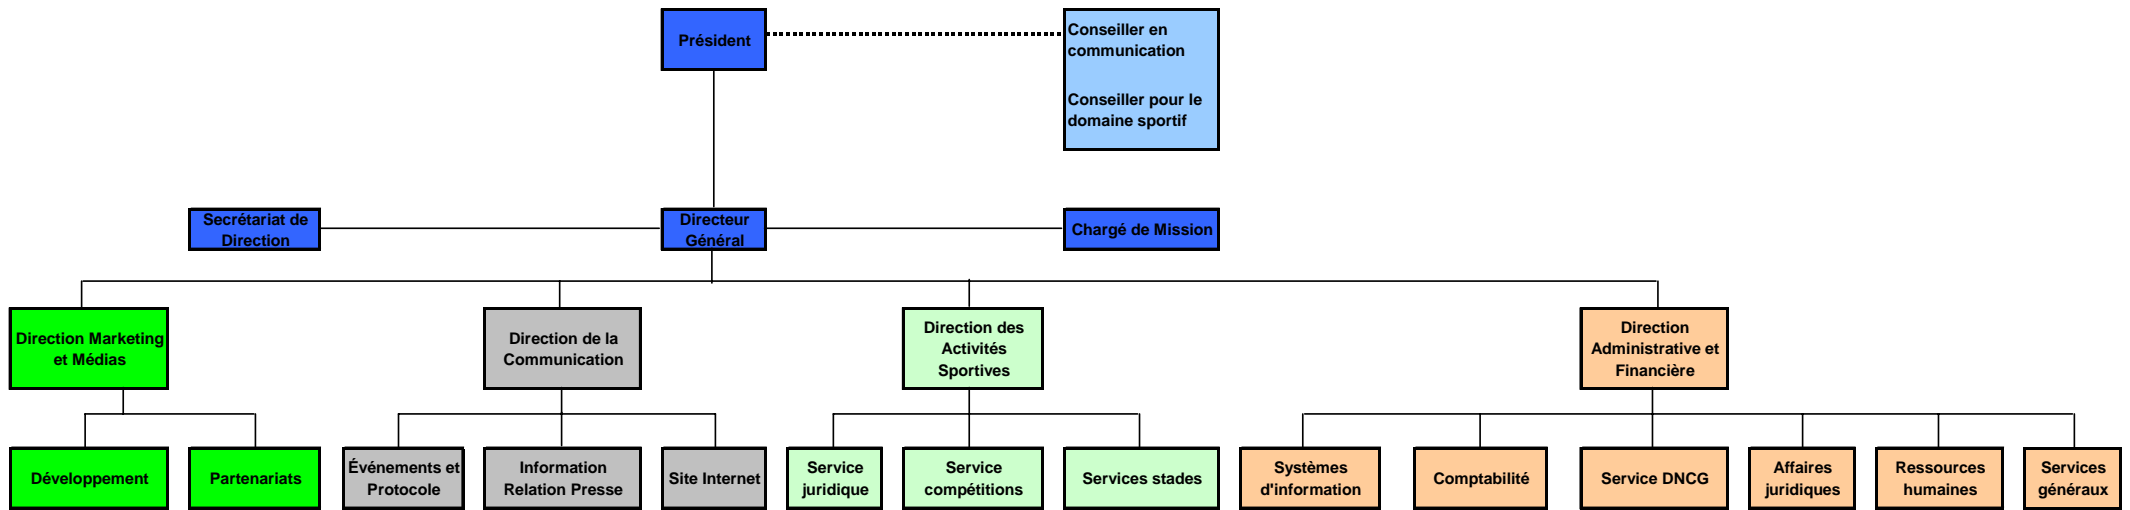 Président
Conseiller en
communication
Conseiller pour le
domaine sportif
Secrétariat de
Direction
Directeur
Général
Chargé de Mission
Direction Marketing
et Médias
Direction de la
Communication
Direction des
Activités
Sportives
Direction
Administrative et
Financière
Développement
Partenariats
Événements et
Protocole
Information
Relation Presse
Site Internet
Service
juridique
Service
compétitions
Services stades
Systèmes
d'information
Comptabilité
Service DNCG
Affaires
juridiques
Ressources
humaines
Services
généraux